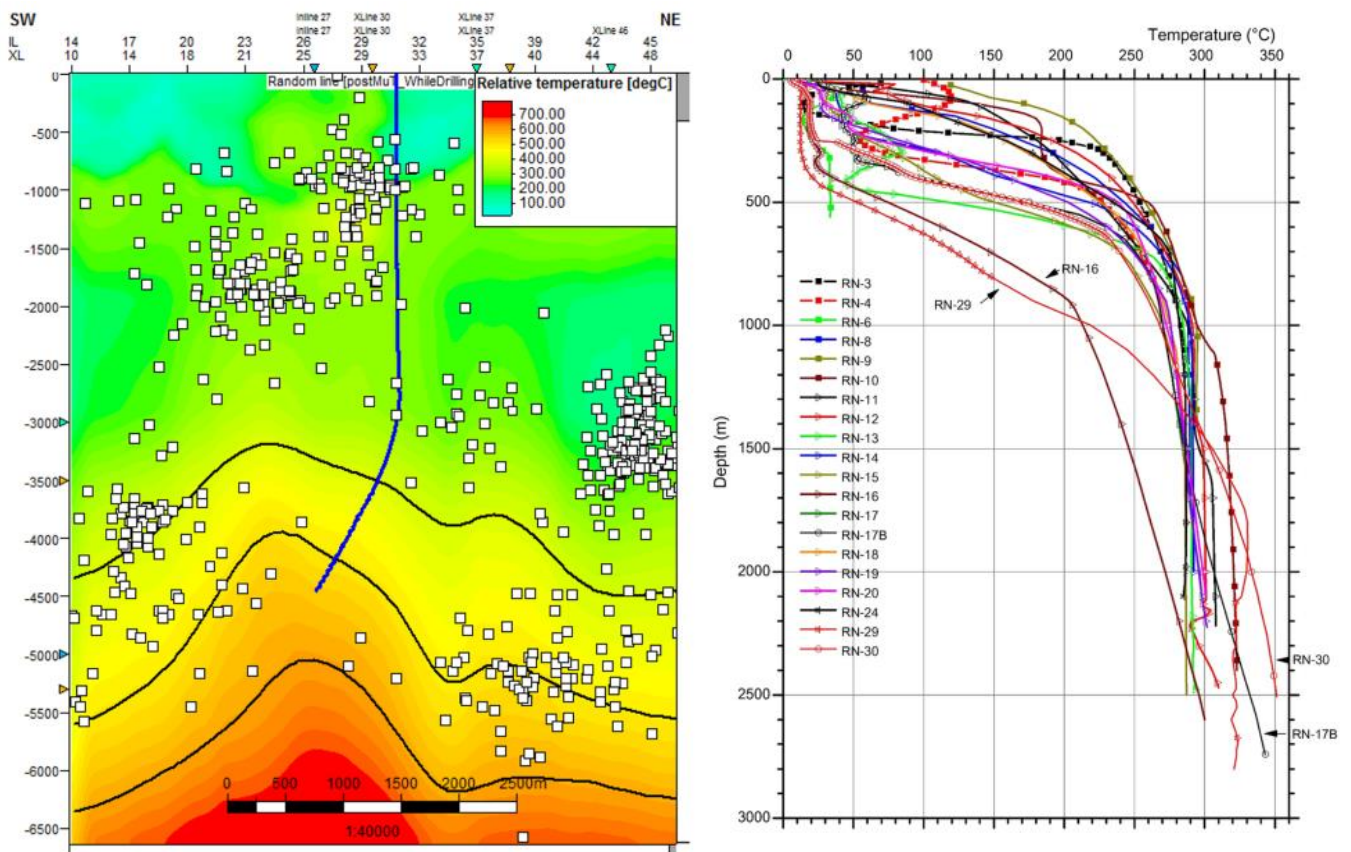 SW
NE
Inline 27 XLine 30 XLine 37
Inline 27 XLine 30 XLine 37 XLine 46
IL 14 17 20 23 26 29 32 35 39 42 45
XL 14 17 18 21 25 29 33 37 40 44 48
0
-500
-1000
-1500
-2000
-2500
-3000
-3500
-4000
-4500
-5000
-5500
-6000
-6500
Random line [postMuT_WhileDrilling
Relative temperature [degC]
700.00
600.00
500.00
400.00
300.00
200.00
100.00
0 500 1000 1500 2000 2500m
1:40000
Temperature (°C)
0 50 100 150 200 250 300 350
Depth (m)
0
500
1000
1500
2000
2500
3000
RN-3
RN-4
RN-6
RN-8
RN-9
RN-10
RN-11
RN-12
RN-13
RN-14
RN-15
RN-16
RN-17
RN-17B
RN-18
RN-19
RN-20
RN-24
RN-29
RN-30
RN-16
RN-29
RN-30
RN-17B